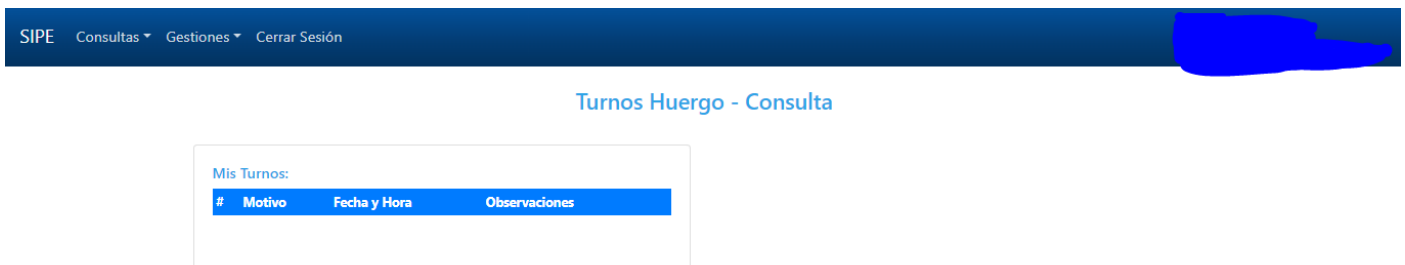 SIPE Consultas Gestiones Cerrar Sesión
Turnos Huergo - Consulta
Mis Turnos:
# Motivo Fecha y Hora Observaciones